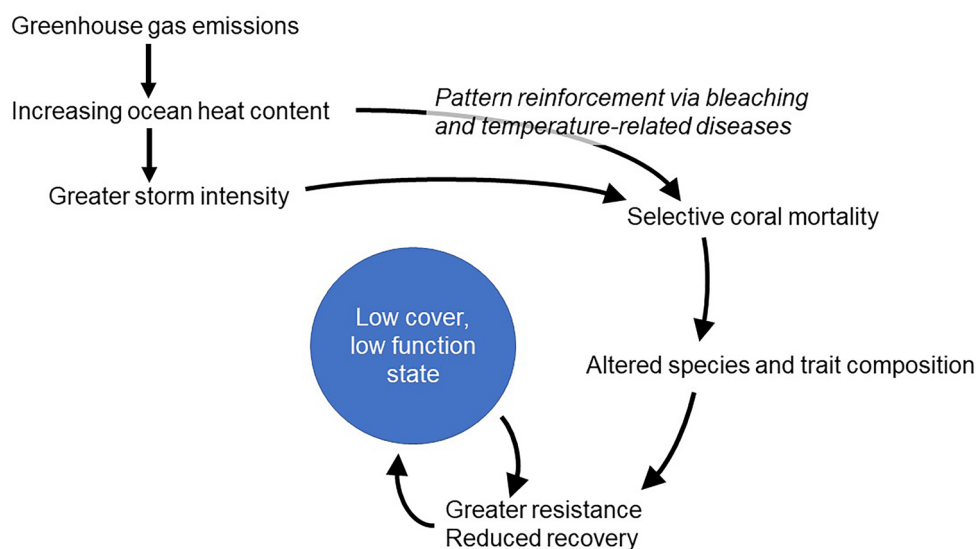 Greenhouse gas emissions
Increasing ocean heat content
Pattern reinforcement via bleaching
and temperature-related diseases
Greater storm intensity
Selective coral mortality
Low cover,
low function
state
Altered species and trait composition
Greater resistance
Reduced recovery